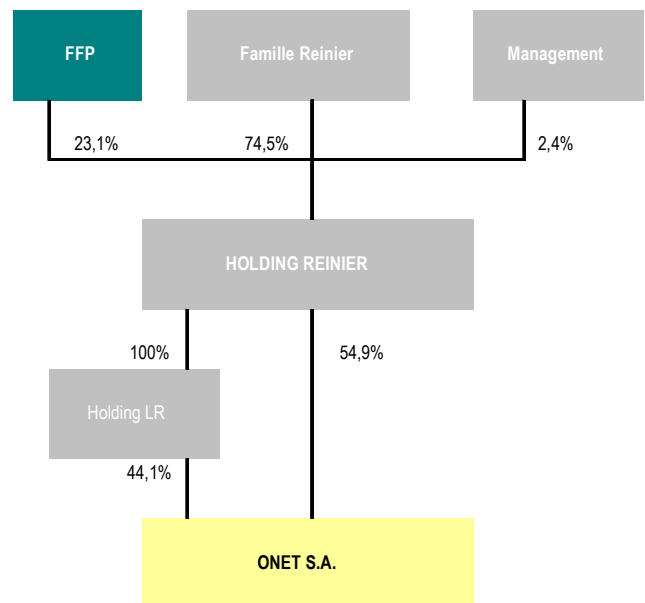 FFP
Famille Reinier
Management
23,1%
74,5%
2,4%
HOLDING REINIER
100%
54,9%
Holding LR
44,1%
ONET S.A.